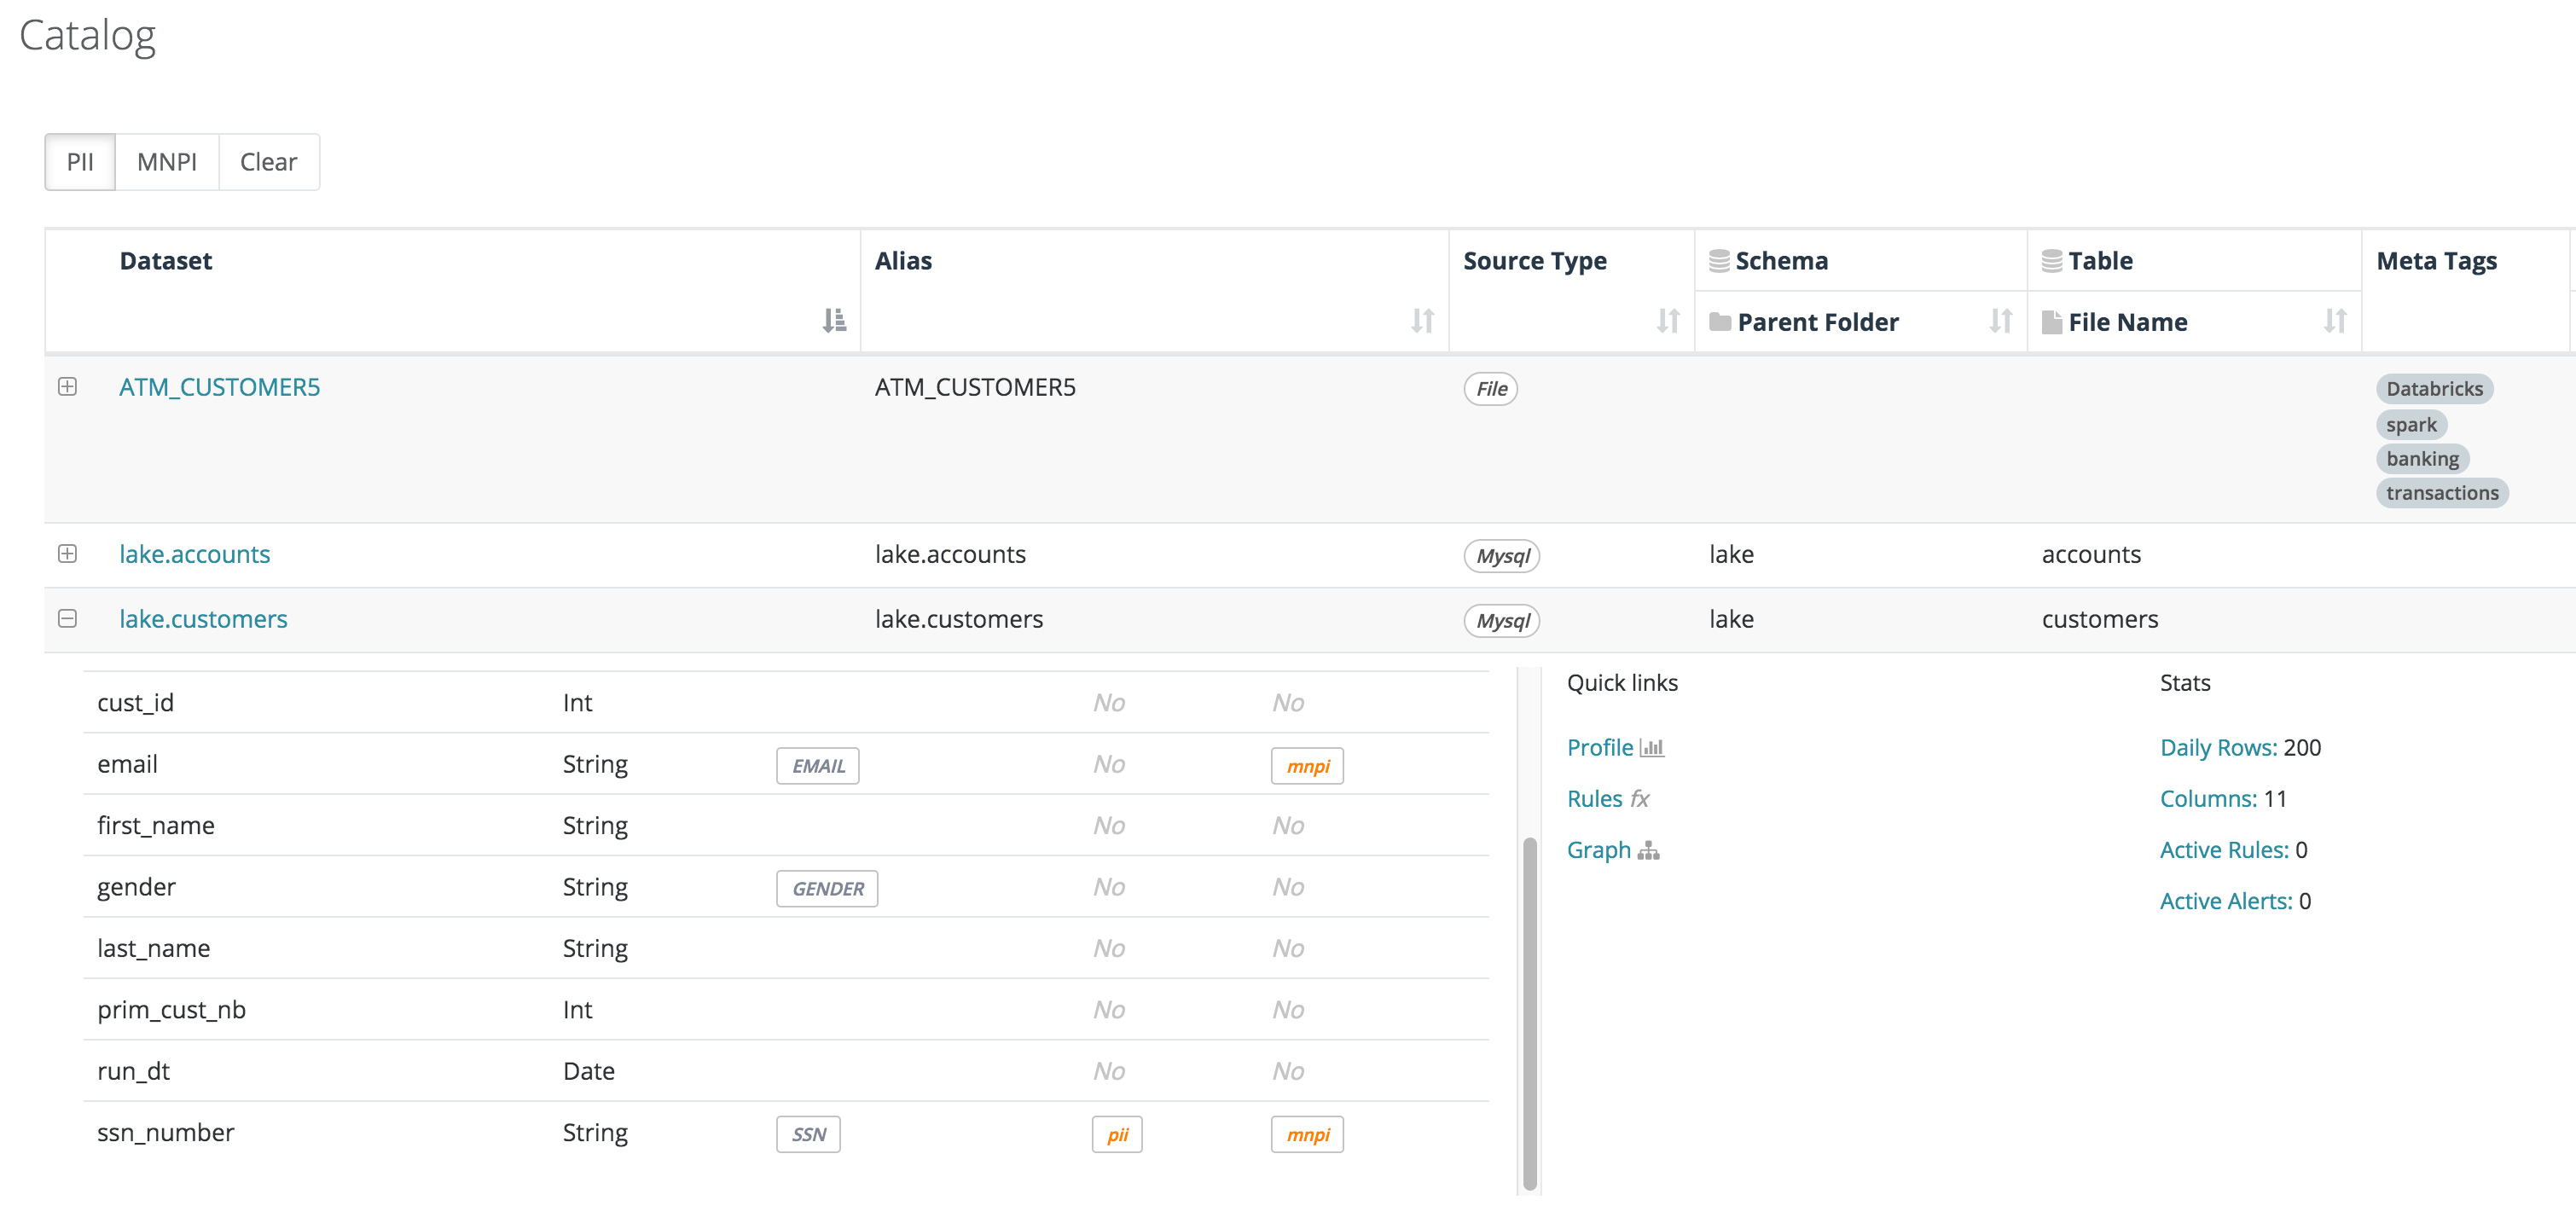 Catalog
PII MNPI Clear
Dataset Alias Source Type Schema Table Meta Tags
Parent Folder File Name
ATM_CUSTOMER5 ATM_CUSTOMER5 File Databricks
spark
banking
transactions
lake.accounts lake.accounts Mysql lake accounts
lake.customers lake.customers Mysql lake customers
cust_id Int No No
email String EMAIL No mnpi
first_name String No No
gender String GENDER No No
last_name String No No
prim_cust_nb Int No No
run_dt Date No No
ssn_number String SSN pii mnpi
Quick links
Profile
Rules fx
Graph
Stats
Daily Rows: 200
Columns: 11
Active Rules: 0
Active Alerts: 0